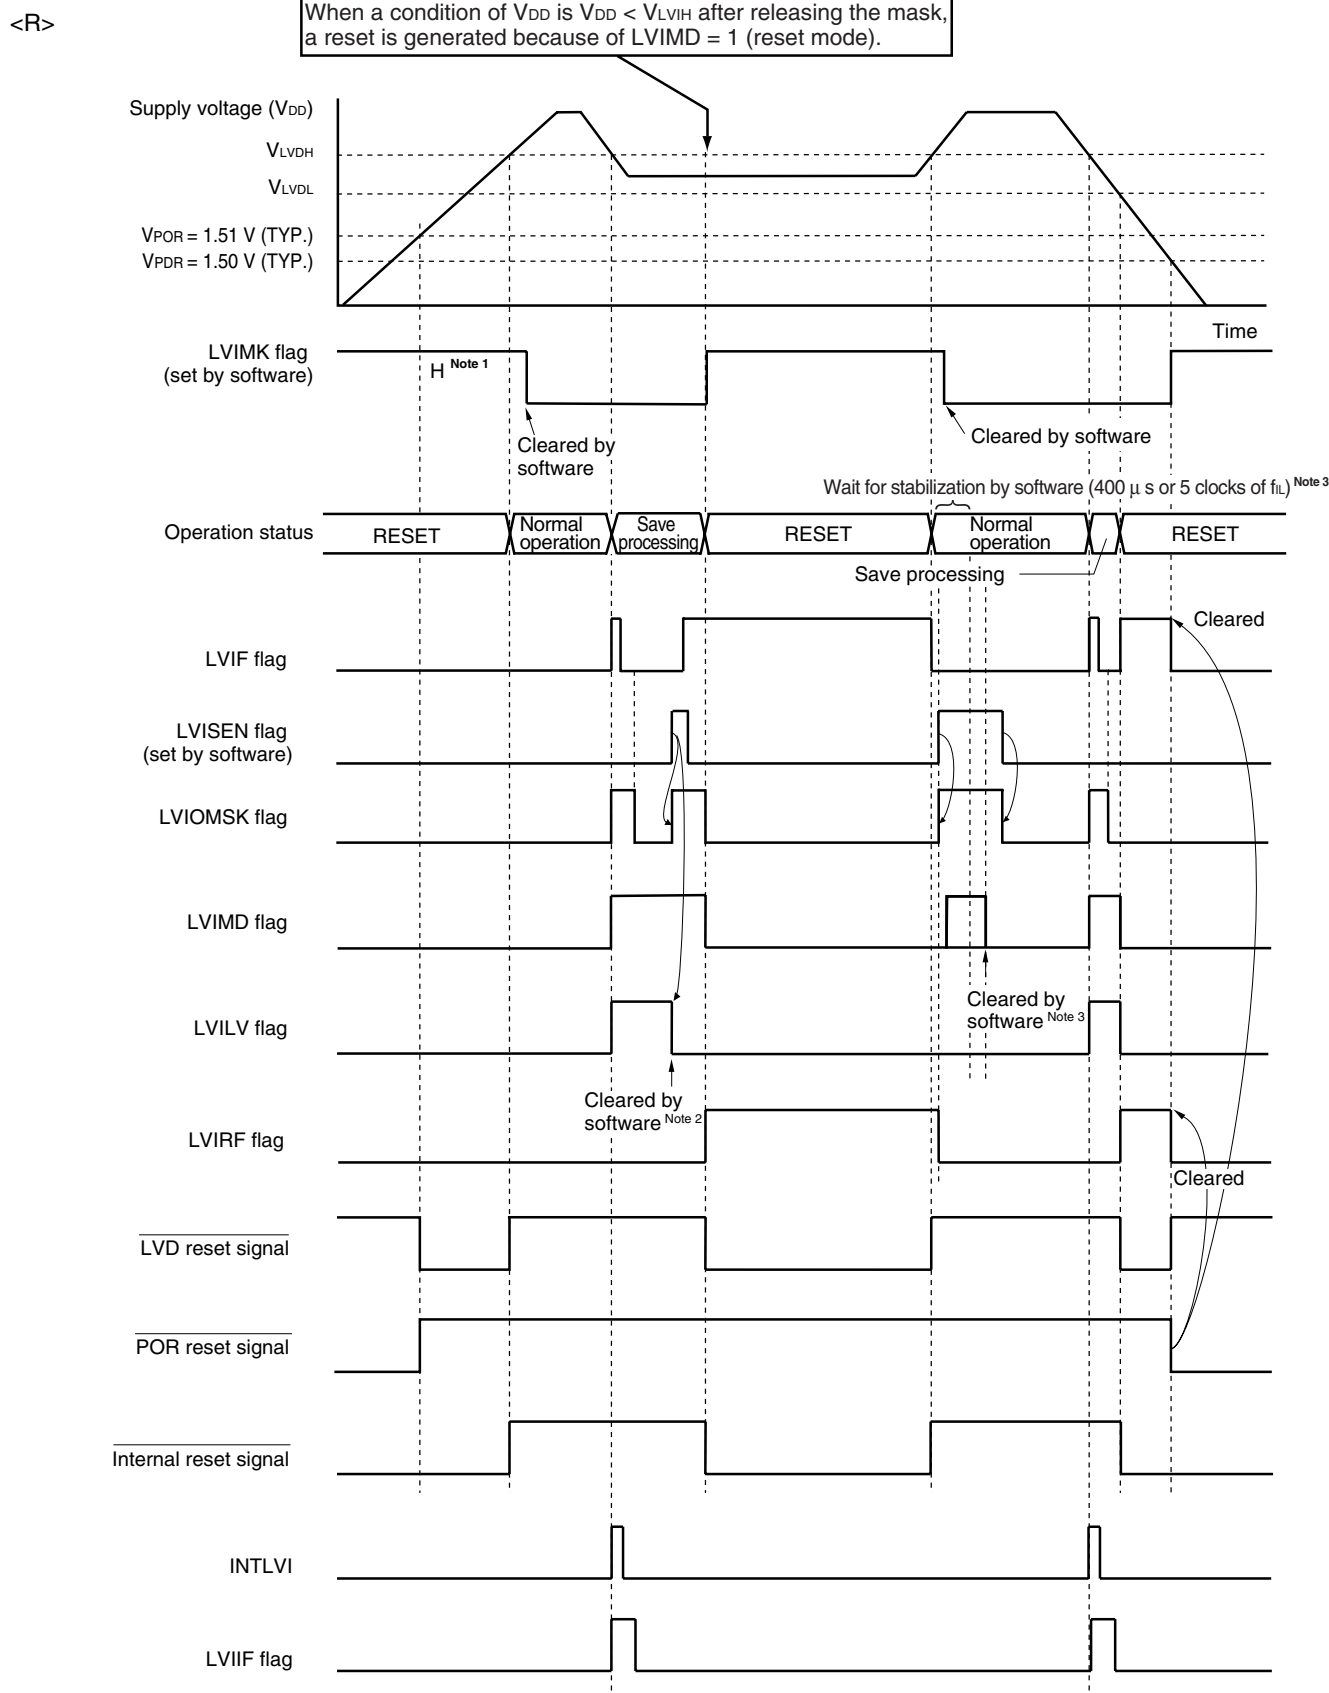 <R>
When a condition of VDD is VDD < VLVIH after releasing the mask,
a reset is generated because of LVIMD = 1 (reset mode).
Supply voltage (VDD)
VLVDH
VLVDL
VPOR = 1.51 V (TYP.)
VPDR = 1.50 V (TYP.)
Time
LVIMK flag
(set by software)
H Note 1
Cleared by
software
Cleared by software
Wait for stabilization by software (400 μ s or 5 clocks of fIL) Note 3
Operation status
RESET
Normal
operation
Save
processing
RESET
Normal
operation
RESET
Save processing
Cleared
LVIF flag
LVISEN flag
(set by software)
LVIOMSK flag
LVIMD flag
Cleared by
software Note 3
LVILV flag
Cleared by
software Note 2
LVIRF flag
Cleared
LVD reset signal
POR reset signal
Internal reset signal
INTLVI
LVIIF flag